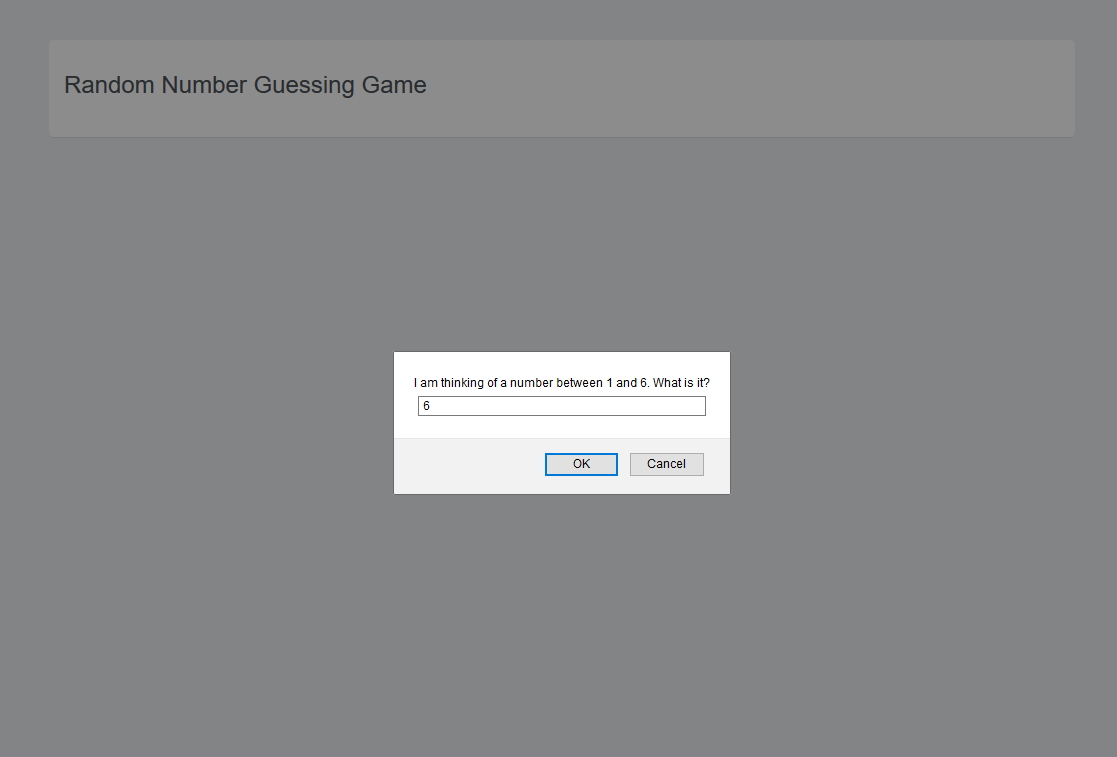 Random Number Guessing Game
I am thinking of a number between 1 and 6. What is it?
6
OK Cancel